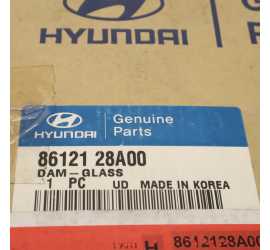 HYUNDAI
HYUNDAI
Genuine
Parts
86121 28A00
DAM-GLASS
1 PC UD MADE IN KOREA
H 8612128A00